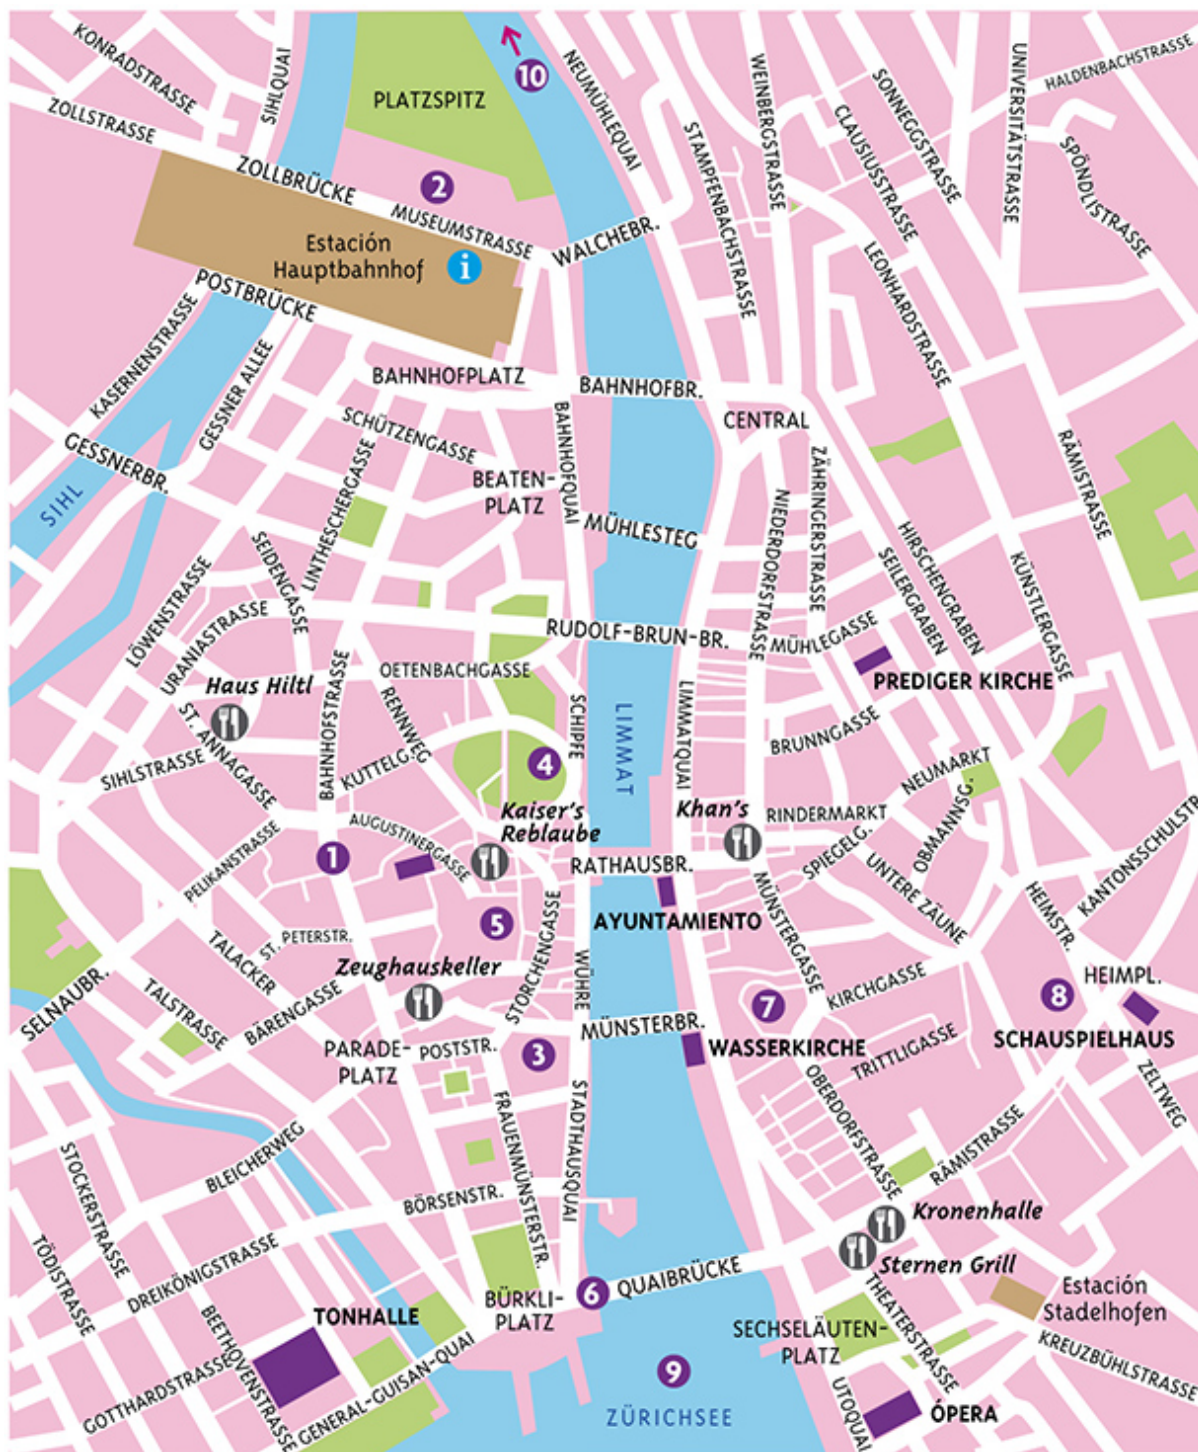 KONRADSTRASSE
ZOLLSTRASSE
SIHLQUAI
PLATZSPITZ
10
NEUMÜHLEQUAI
WEINBERGSTRASSE
STAMPFENBACHSTRASSE
CLAUSIUSSTRASSE
SONNEGGSTRASSE
UNIVERSITÄTSTRASSE
HALDENBACHSTRASSE
SPÖNDLISTRASSE
ZOLLBRÜCKE
2
MUSEUMSTRASSE
WALCHEBR.
Estación
Hauptbahnhof
i
POSTBRÜCKE
LEONHARDSTRASSE
KASERNENSTRASSE
GESSNER ALLEE
BAHNHOFPLATZ
BAHNHOFBR.
CENTRAL
SCHÜTZENGASSE
GESSNERBR.
SIHL
LINTHESCHERGASSE
BEATEN-
PLATZ
BAHNHOFQUAI
MÜHLESTEG
NIEDERDORFSTRASSE
ZÄHRINGERSTRASSE
RÄMISTRASSE
SEILERGRABEN
HIRSCHENGRABEN
KÜNSTLERGASSE
SEIDENGASSE
LÖWENSTRASSE
URANIASTRASSE
RUDOLF-BRUN-BR.
MÜHLEGASSE
PREDIGER KIRCHE
OETENBACHGASSE
Haus Hiltl
BAHNHOFSTRASSE
RENNWEG
SCHIPFE
LIMMAT
LIMMATQUAI
BRUNNGASSE
ST. ANNAGASSE
SIHLSTRASSE
KUTTELG.
4
NEUMARKT
Kaiser's
Reblaube
Khan's
RINDERMARKT
OBMANNSG.
SPIEGELG.
AUGUSTINERGASSE
PELIKANSTRASSE
1
RATHAUSBR.
AYUNTAMIENTO
UNTERE ZÄUNE
HEIMSTR.
KANTONSSCHULSTR.
5
ST. PETERSTR.
TALACKER
STORCHENGASSE
WÜHRE
MÜNSTERGASSE
KIRCHGASSE
Zeughauskeller
SELNAUBR.
TALSTRASSE
BÄRENGASSE
7
8
HEIMPL.
SCHAUSPIELHAUS
MÜNSTERBR.
WASSERKIRCHE
TRITTLIGASSE
PARADE-
PLATZ
POSTSTR.
3
OBERDORFSTRASSE
ZELTWEG
FRAUENMÜNSTERSTR.
STADTHAUSQUAI
RÄMISTRASSE
BLEICHERWEG
STOCKERSTRASSE
BÖRSENSTR.
Kronenhalle
Sternen Grill
TÖDISTRASSE
DREIKÖNIGSTRASSE
6
QUAIBRÜCKE
Estación
Stadelhofen
BÜRKLI-
PLATZ
TONHALLE
SECHSELÄUTEN-
PLATZ
THEATERSTRASSE
KREUZBÜHLSTRASSE
BEETHOVENSTRASSE
GOTTHARDSTRASSE
GENERAL-GUISAN-QUAI
9
ZÜRICHSEE
UTOQUAI
ÓPERA